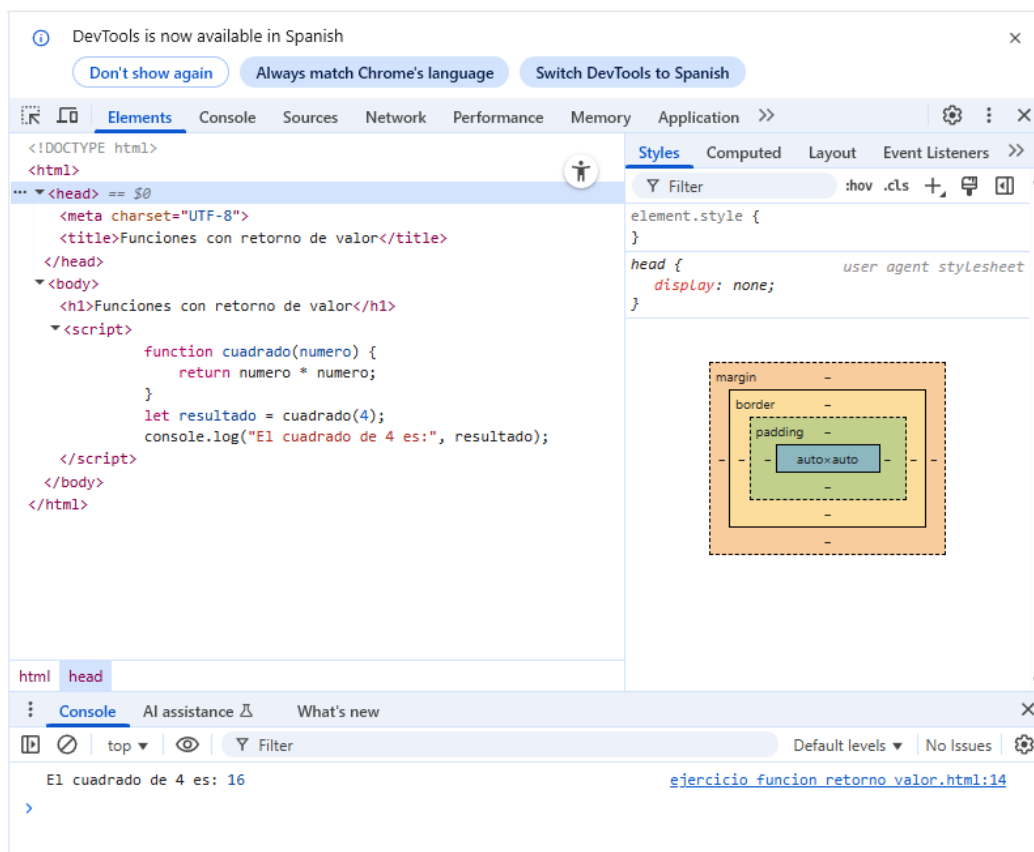 DevTools is now available in Spanish
Don't show again Always match Chrome's language Switch DevTools to Spanish
Elements Console Sources Network Performance Memory Application
<!DOCTYPE html>
<html>
<head> == $0
<meta charset="UTF-8">
<title>Funciones con retorno de valor</title>
</head>
<body>
<h1>Funciones con retorno de valor</h1>
<script>
function cuadrado(numero) {
return numero * numero;
}
let resultado = cuadrado(4);
console.log("El cuadrado de 4 es:", resultado);
</script>
</body>
</html>
html head
Styles Computed Layout Event Listeners
Filter :hov .cls
element.style {
}
head { user agent stylesheet
display: none;
}
margin –
border –
padding –
– – – auto×auto – – –
–
–
–
Console AI assistance What's new
top Filter Default levels No Issues
El cuadrado de 4 es: 16 ejercicio funcion retorno valor.html:14